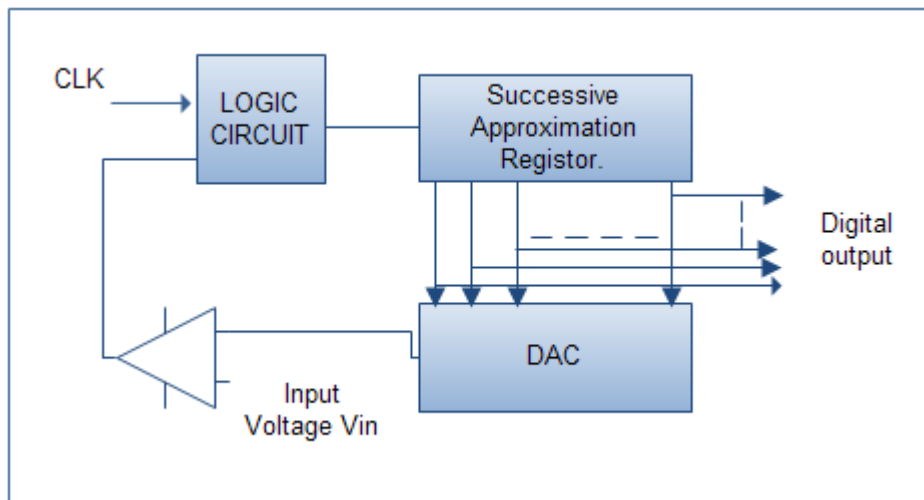 CLK
LOGIC
CIRCUIT
Successive
Approximation
Registor.
Digital
output
DAC
Input
Voltage Vin